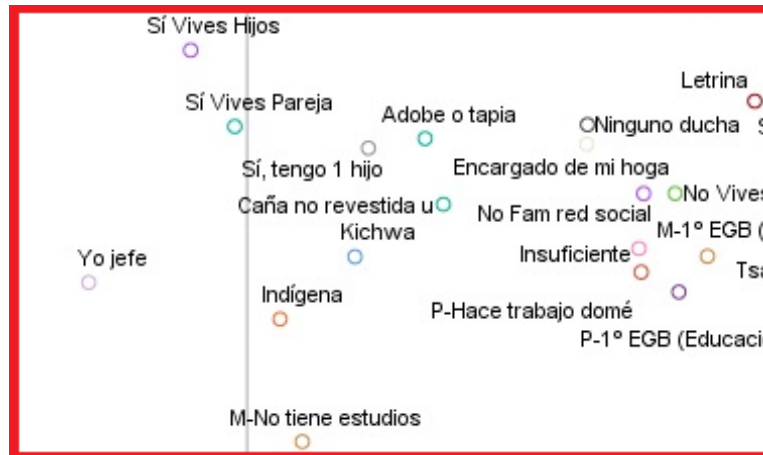 Sí Vives Hijos
Letrina
Sí Vives Pareja
Adobe o tapia
Ninguno ducha
S
Sí, tengo 1 hijo
Encargado de mi hoga
Caña no revestida u
No Fam red social
No Vives
Kichwa
M-1º EGB (
Yo jefe
Insuficiente
Tsa
Indígena
P-Hace trabajo domé
P-1º EGB (Educaci
M-No tiene estudios